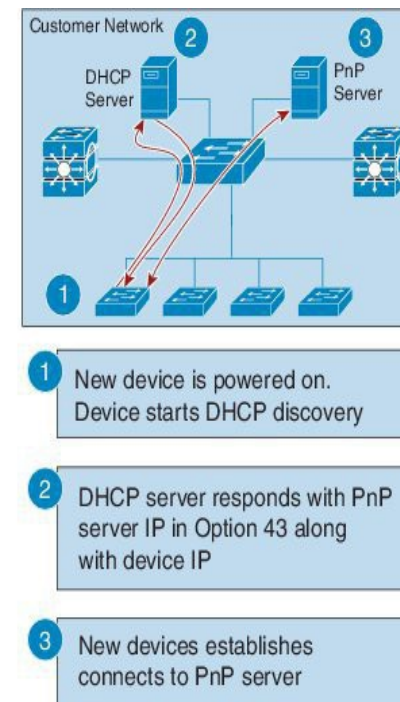 Customer Network
2
3
DHCP
Server
PnP
Server
1
1
New device is powered on.
Device starts DHCP discovery
2
DHCP server responds with PnP
server IP in Option 43 along
with device IP
3
New devices establishes
connects to PnP server